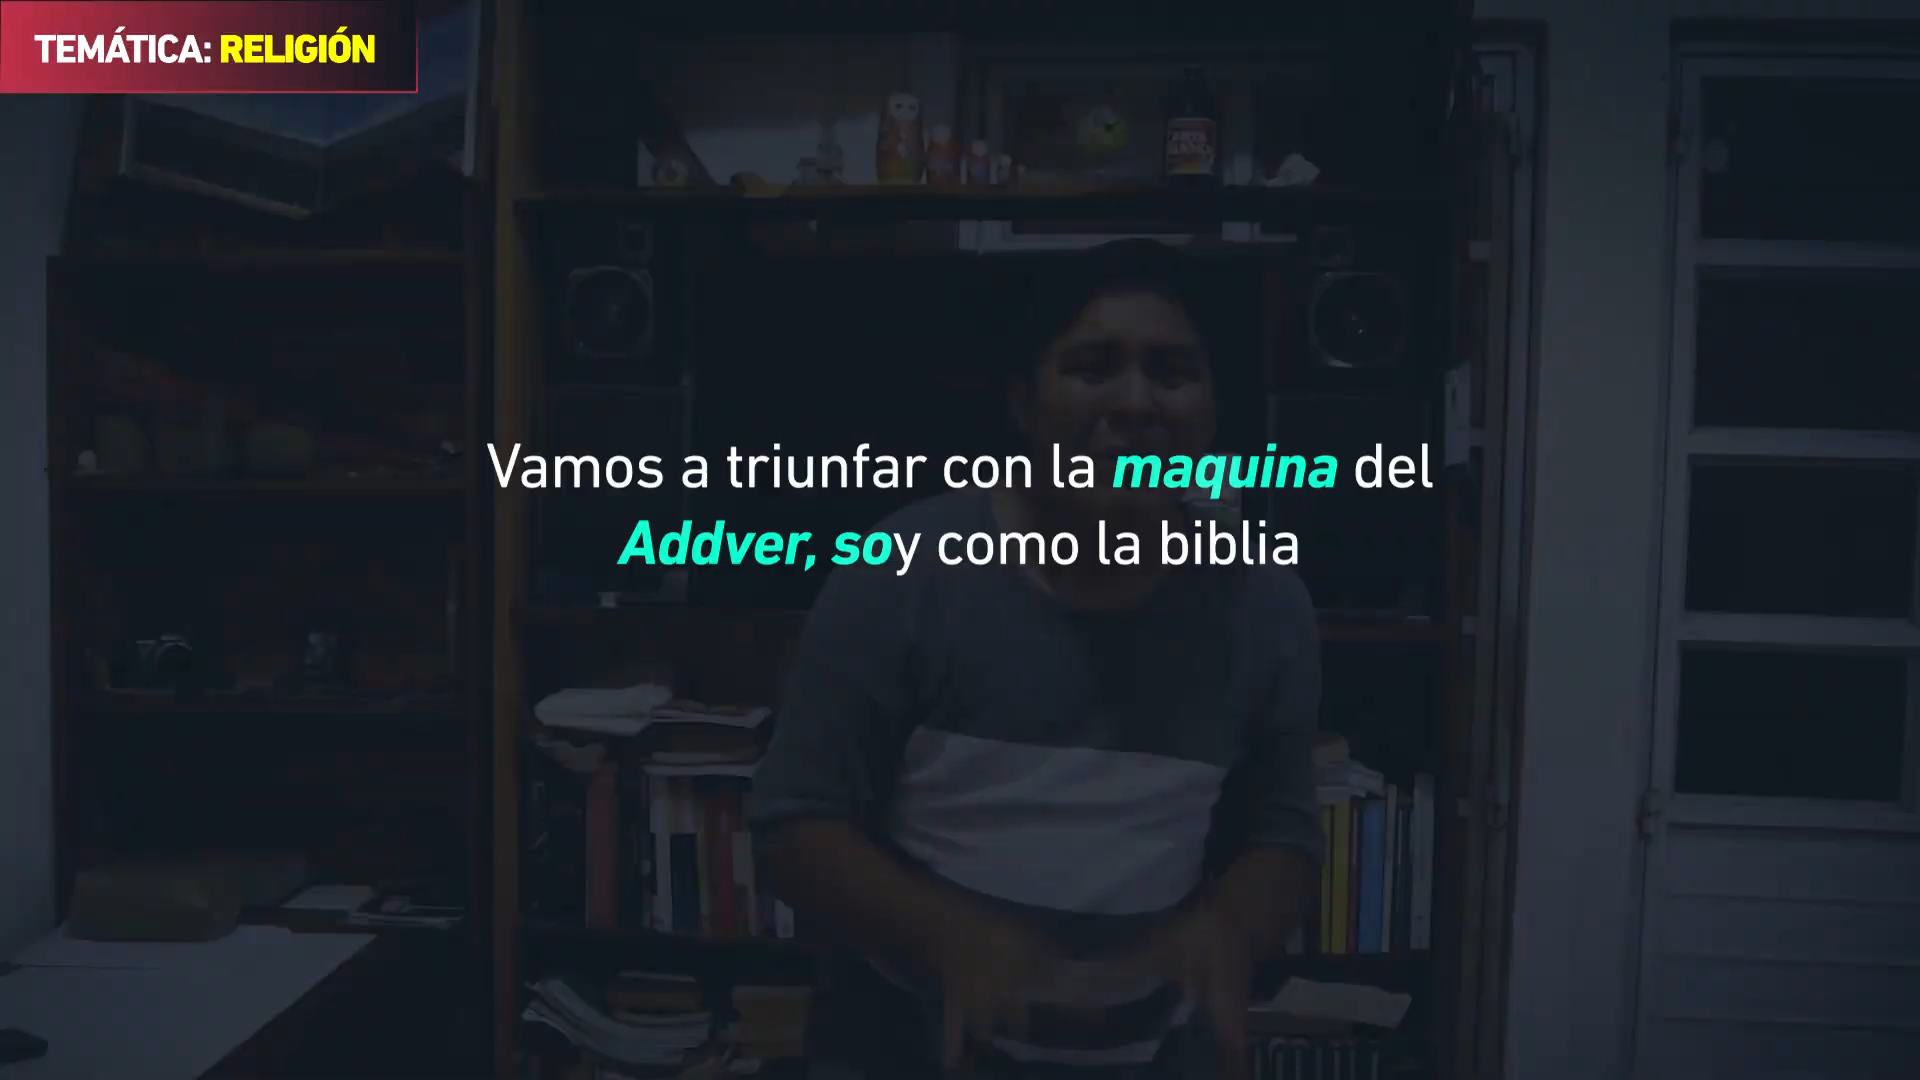 TEMÁTICA: RELIGIÓN
Vamos a triunfar con la maquina del
Addver, soy como la biblia